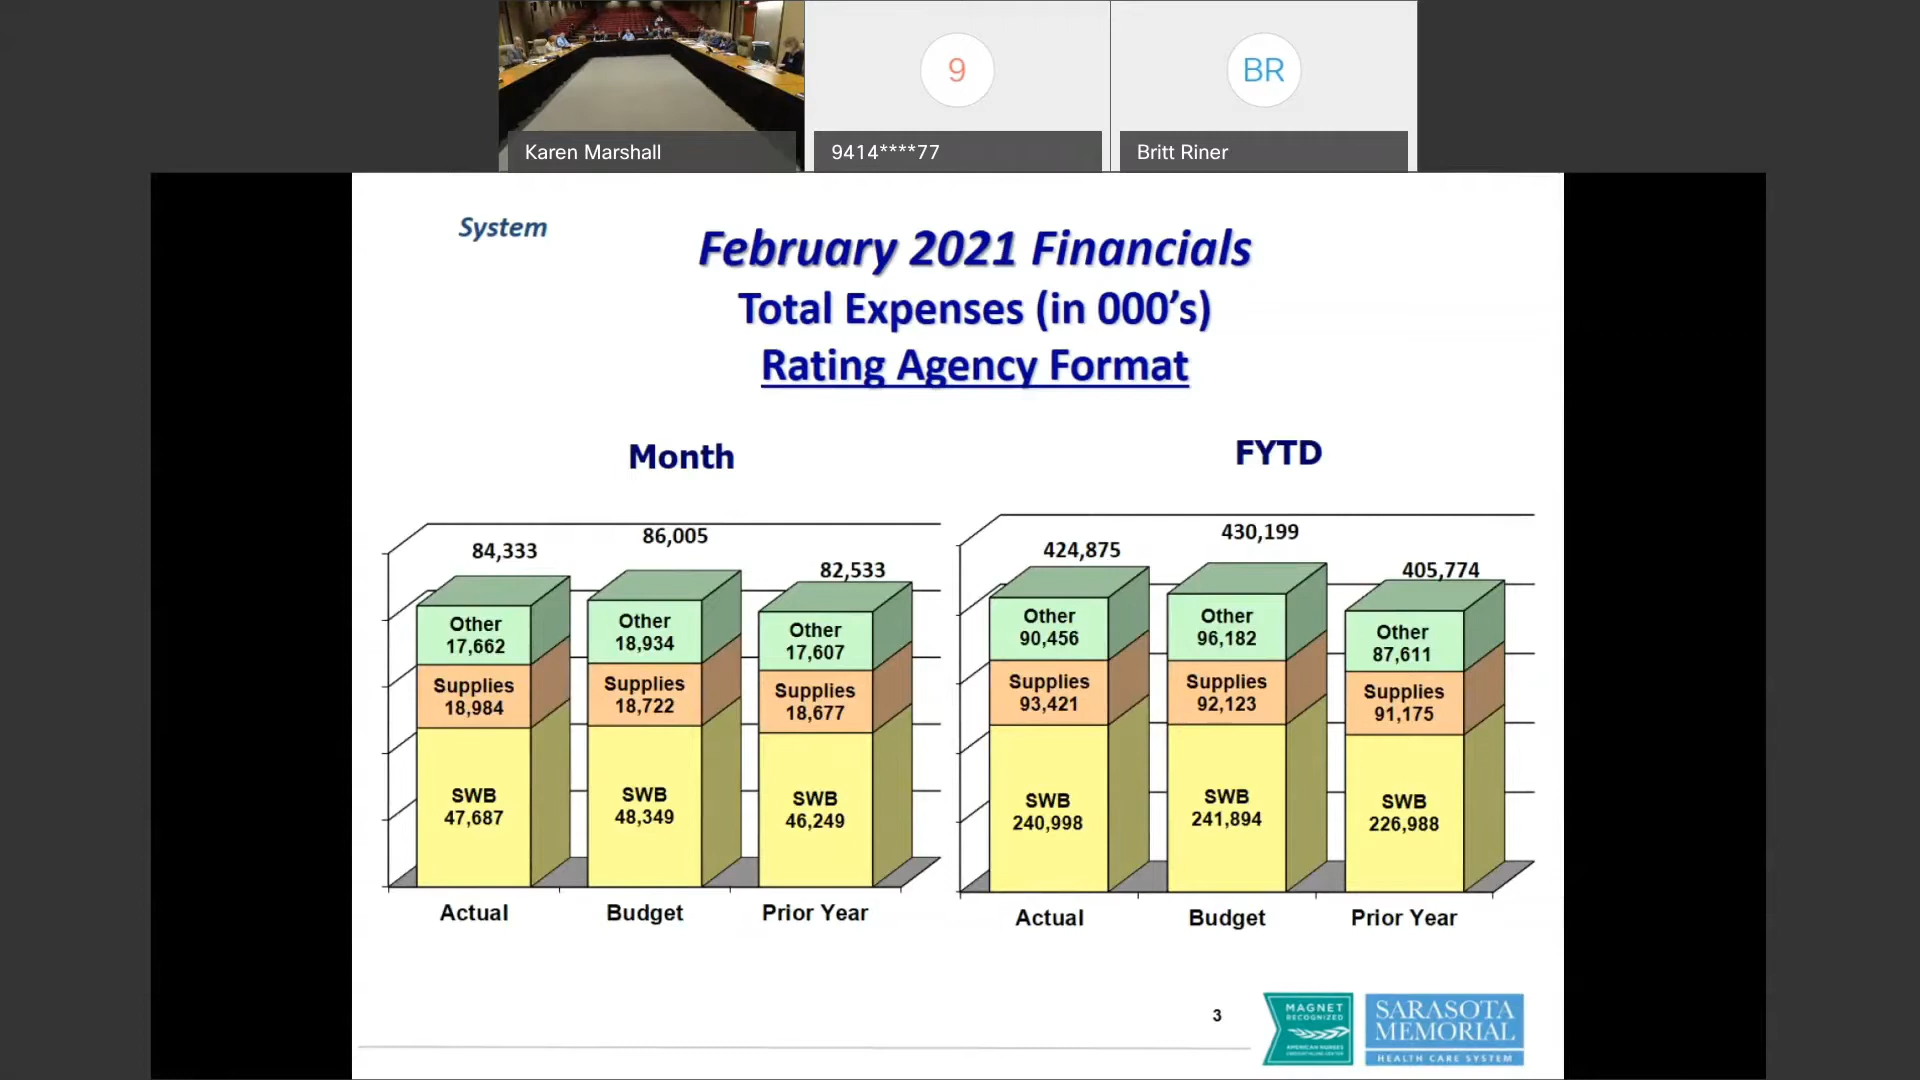 9
BR
Karen Marshall
9414****77
Britt Riner
System
February 2021 Financials
Total Expenses (in 000’s)
Rating Agency Format
Month
84,333
86,005
82,533
Other
17,662
Other
18,934
Other
17,607
Supplies
18,984
Supplies
18,722
Supplies
18,677
SWB
47,687
SWB
48,349
SWB
46,249
Actual
Budget
Prior Year
FYTD
424,875
430,199
405,774
Other
90,456
Other
96,182
Other
87,611
Supplies
93,421
Supplies
92,123
Supplies
91,175
SWB
240,998
SWB
241,894
SWB
226,988
Actual
Budget
Prior Year
3
MAGNET
RECOGNIZED
AMERICAN NURSES
CREDENTIALING CENTER
SARASOTA
MEMORIAL
HEALTH CARE SYSTEM